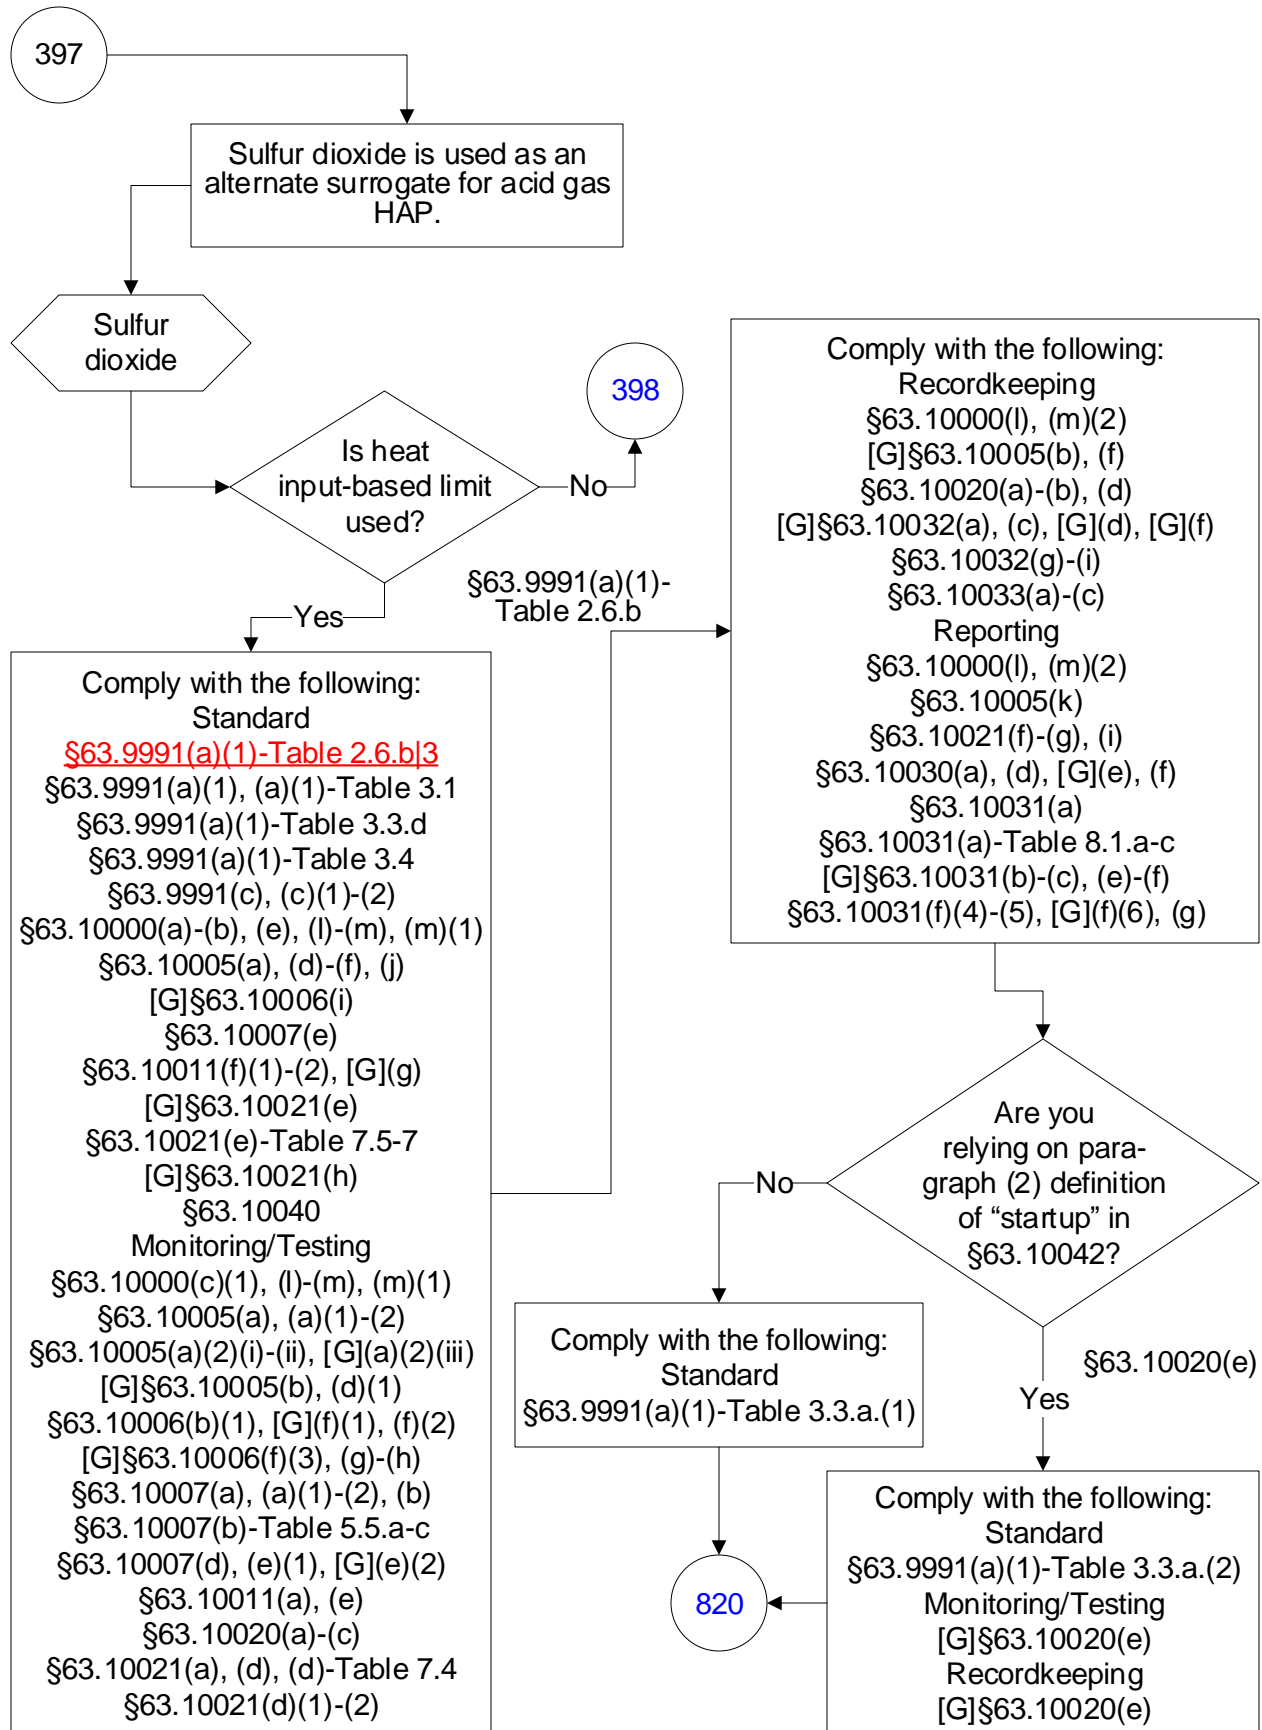 397
Sulfur dioxide is used as an
alternate surrogate for acid gas
HAP.
Sulfur
dioxide
Is heat
input-based limit
used?
No
398
Yes
§63.9991(a)(1)-
Table 2.6.b
Comply with the following:
Standard
§63.9991(a)(1)-Table 2.6.b|3
§63.9991(a)(1), (a)(1)-Table 3.1
§63.9991(a)(1)-Table 3.3.d
§63.9991(a)(1)-Table 3.4
§63.9991(c), (c)(1)-(2)
§63.10000(a)-(b), (e), (l)-(m), (m)(1)
§63.10005(a), (d)-(f), (j)
[G]§63.10006(i)
§63.10007(e)
§63.10011(f)(1)-(2), [G](g)
[G]§63.10021(e)
§63.10021(e)-Table 7.5-7
[G]§63.10021(h)
§63.10040
Monitoring/Testing
§63.10000(c)(1), (l)-(m), (m)(1)
§63.10005(a), (a)(1)-(2)
§63.10005(a)(2)(i)-(ii), [G](a)(2)(iii)
[G]§63.10005(b), (d)(1)
§63.10006(b)(1), [G](f)(1), (f)(2)
[G]§63.10006(f)(3), (g)-(h)
§63.10007(a), (a)(1)-(2), (b)
§63.10007(b)-Table 5.5.a-c
§63.10007(d), (e)(1), [G](e)(2)
§63.10011(a), (e)
§63.10020(a)-(c)
§63.10021(a), (d), (d)-Table 7.4
§63.10021(d)(1)-(2)
Comply with the following:
Recordkeeping
§63.10000(l), (m)(2)
[G]§63.10005(b), (f)
§63.10020(a)-(b), (d)
[G]§63.10032(a), (c), [G](d), [G](f)
§63.10032(g)-(i)
§63.10033(a)-(c)
Reporting
§63.10000(l), (m)(2)
§63.10005(k)
§63.10021(f)-(g), (i)
§63.10030(a), (d), [G](e), (f)
§63.10031(a)
§63.10031(a)-Table 8.1.a-c
[G]§63.10031(b)-(c), (e)-(f)
§63.10031(f)(4)-(5), [G](f)(6), (g)
Are you
relying on para-
graph (2) definition
of “startup” in
§63.10042?
No
Comply with the following:
Standard
§63.9991(a)(1)-Table 3.3.a.(1)
§63.10020(e)
Yes
Comply with the following:
Standard
§63.9991(a)(1)-Table 3.3.a.(2)
Monitoring/Testing
[G]§63.10020(e)
Recordkeeping
[G]§63.10020(e)
820